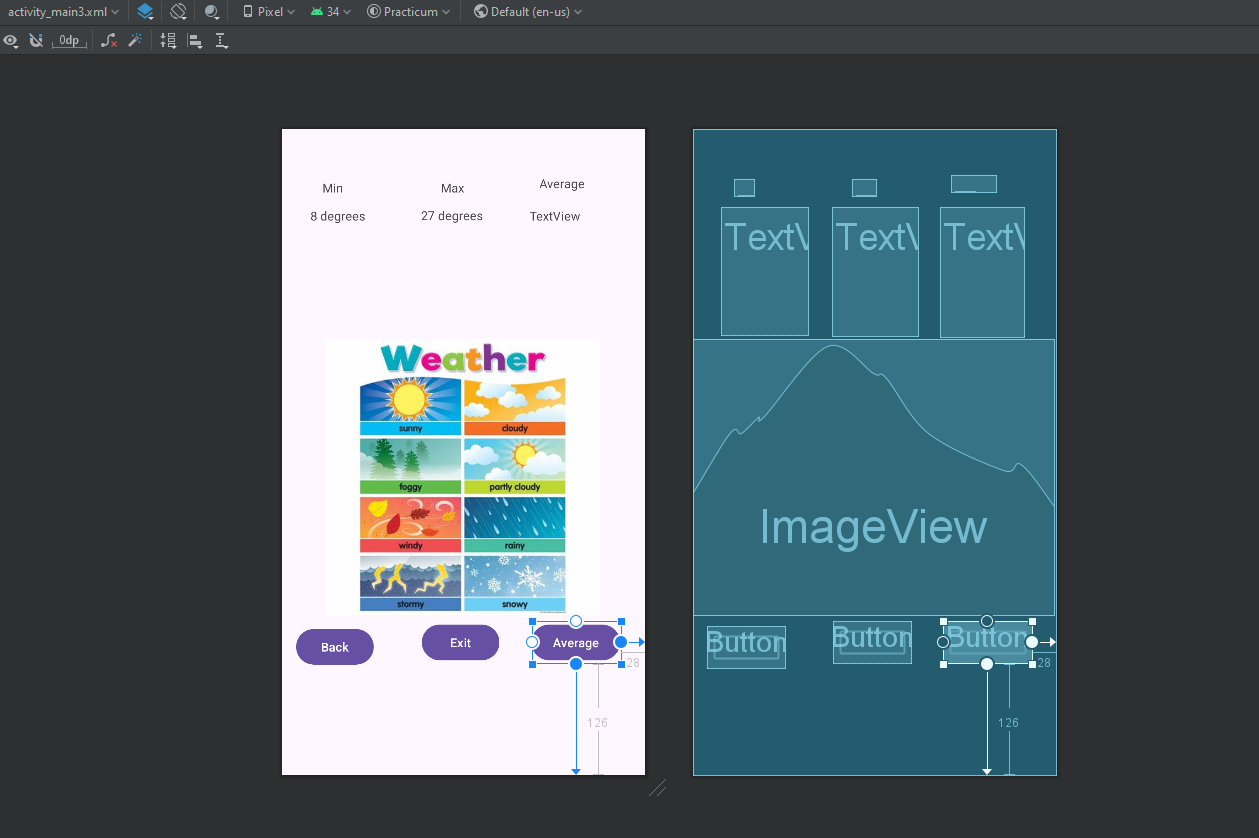 activity_main3.xml Pixel 34 Practicum Default (en-us)
0dp
Min Max Average
8 degrees 27 degrees TextView
Weather
sunny cloudy
foggy partly cloudy
windy rainy
stormy snowy
Back Exit Average
28
126
TextV TextV TextV
ImageView
Button Button Button
28
126